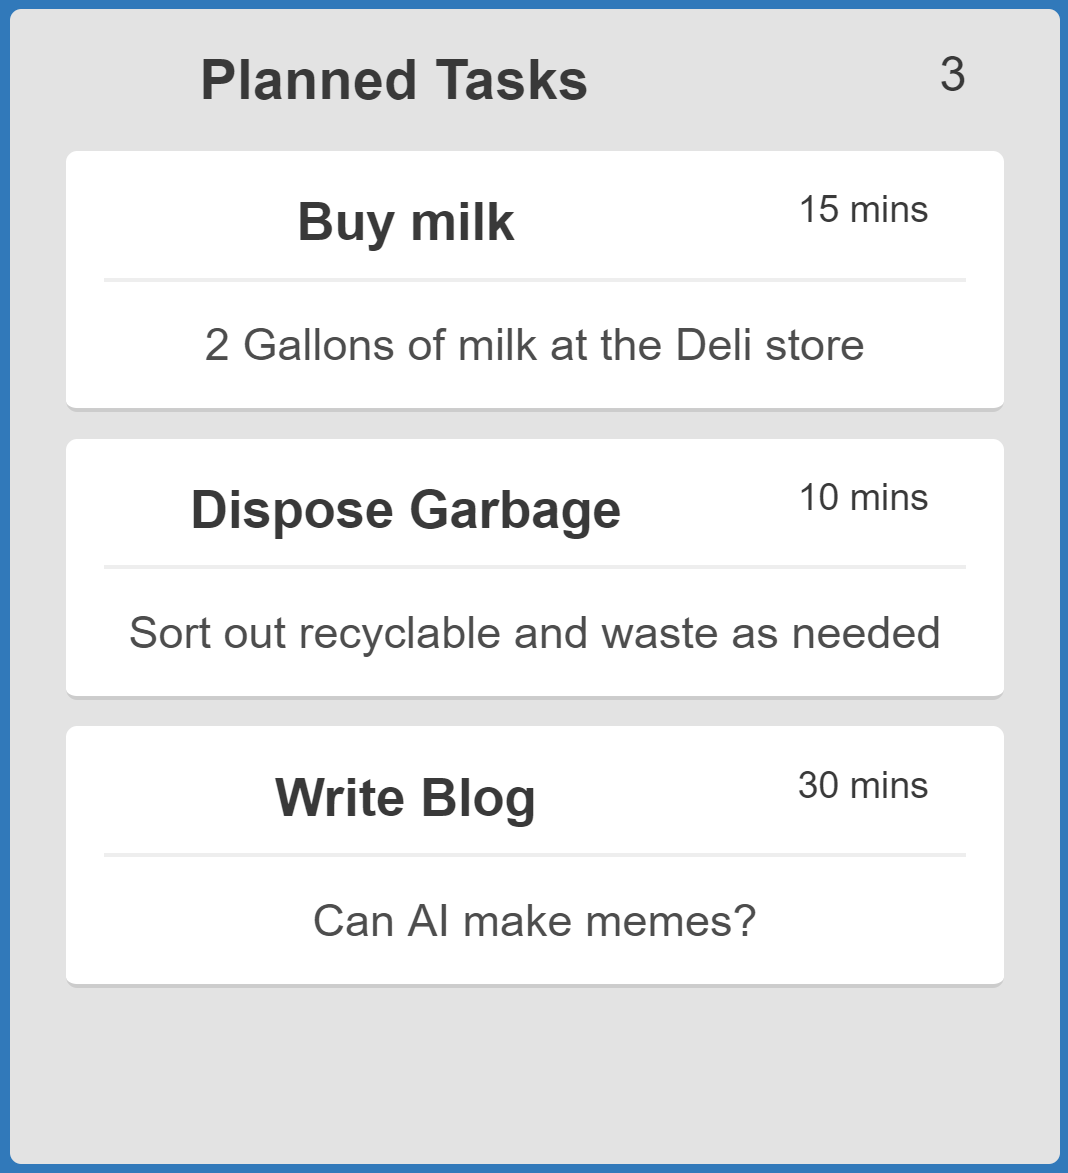 Planned Tasks 3
Buy milk 15 mins
2 Gallons of milk at the Deli store
Dispose Garbage 10 mins
Sort out recyclable and waste as needed
Write Blog 30 mins
Can AI make memes?